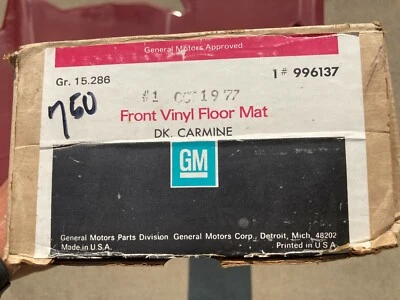 General Motors Approved
Gr. 15.286
1 # 996137
#1 OCT 1977
760
Front Vinyl Floor Mat
DK. CARMINE
GM
General Motors Parts Division General Motors Corp., Detroit, Mich. 48202
Made in U.S.A.
Printed in U.S.A.